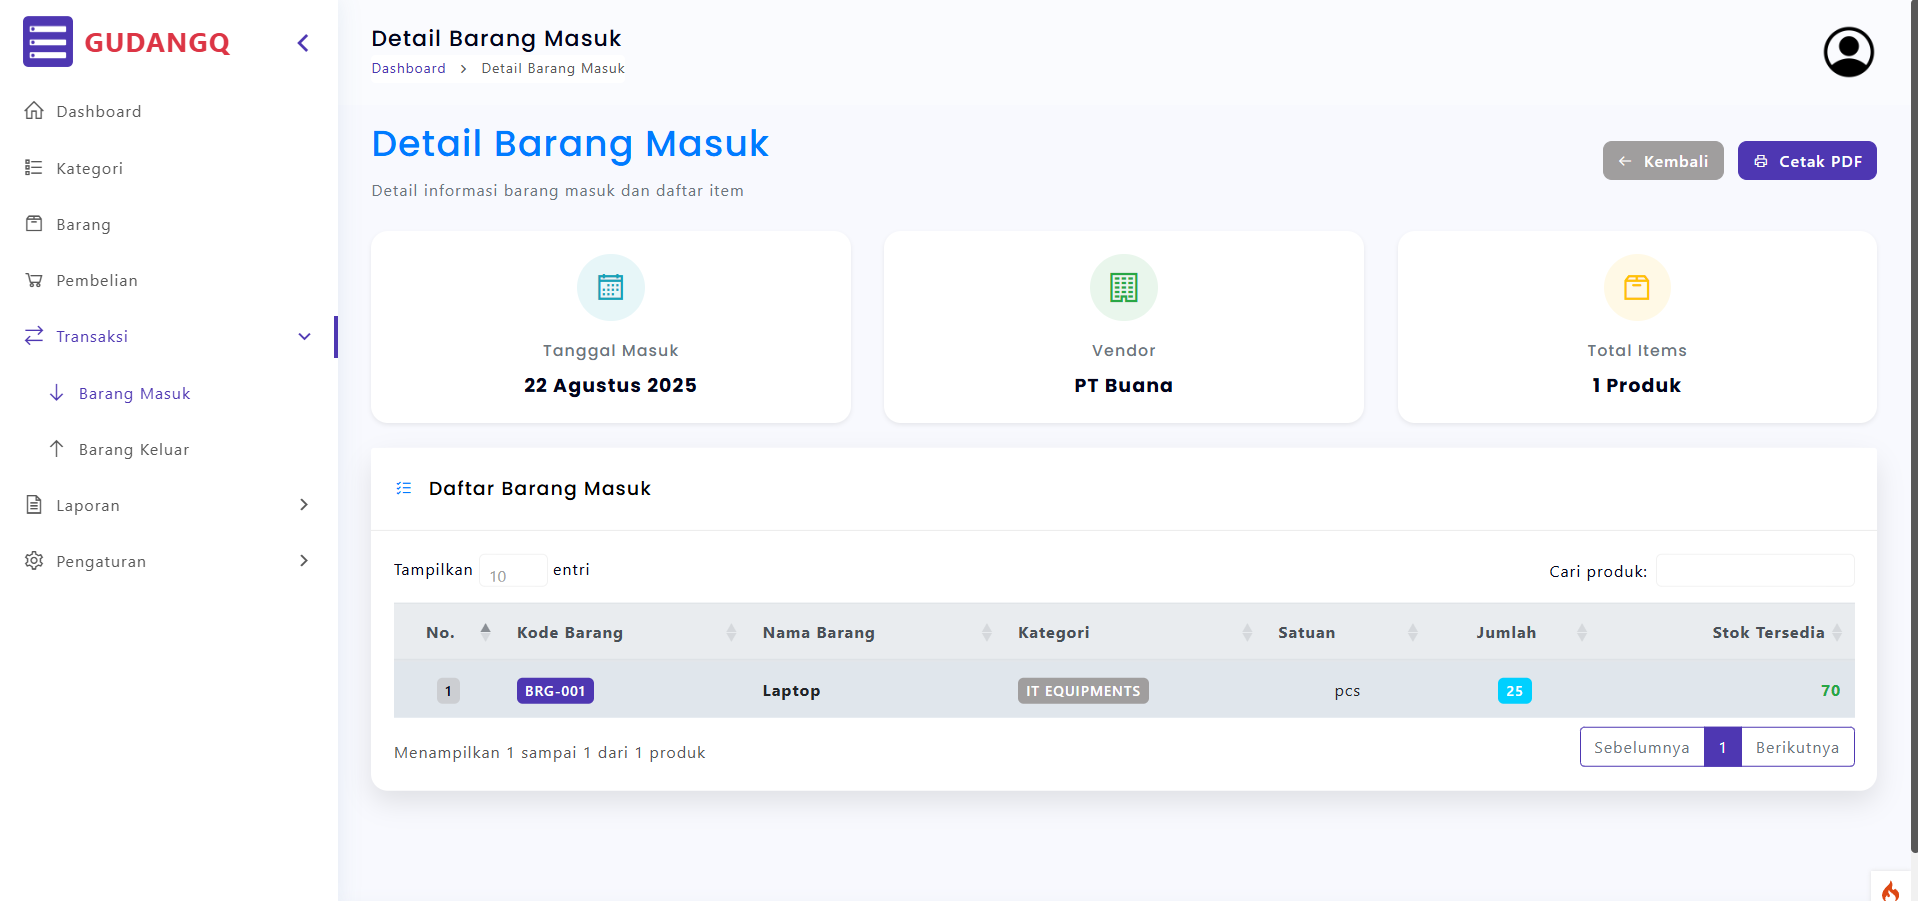 GUDANGQ
Dashboard
Kategori
Barang
Pembelian
Transaksi
Barang Masuk
Barang Keluar
Laporan
Pengaturan
Detail Barang Masuk
Dashboard > Detail Barang Masuk
Detail Barang Masuk
Detail informasi barang masuk dan daftar item
Kembali
Cetak PDF
Tanggal Masuk
22 Agustus 2025
Vendor
PT Buana
Total Items
1 Produk
Daftar Barang Masuk
Tampilkan 10 entri
Cari produk:
No. Kode Barang Nama Barang Kategori Satuan Jumlah Stok Tersedia
1 BRG-001 Laptop IT EQUIPMENTS pcs 25 70
Menampilkan 1 sampai 1 dari 1 produk
Sebelumnya 1 Berikutnya